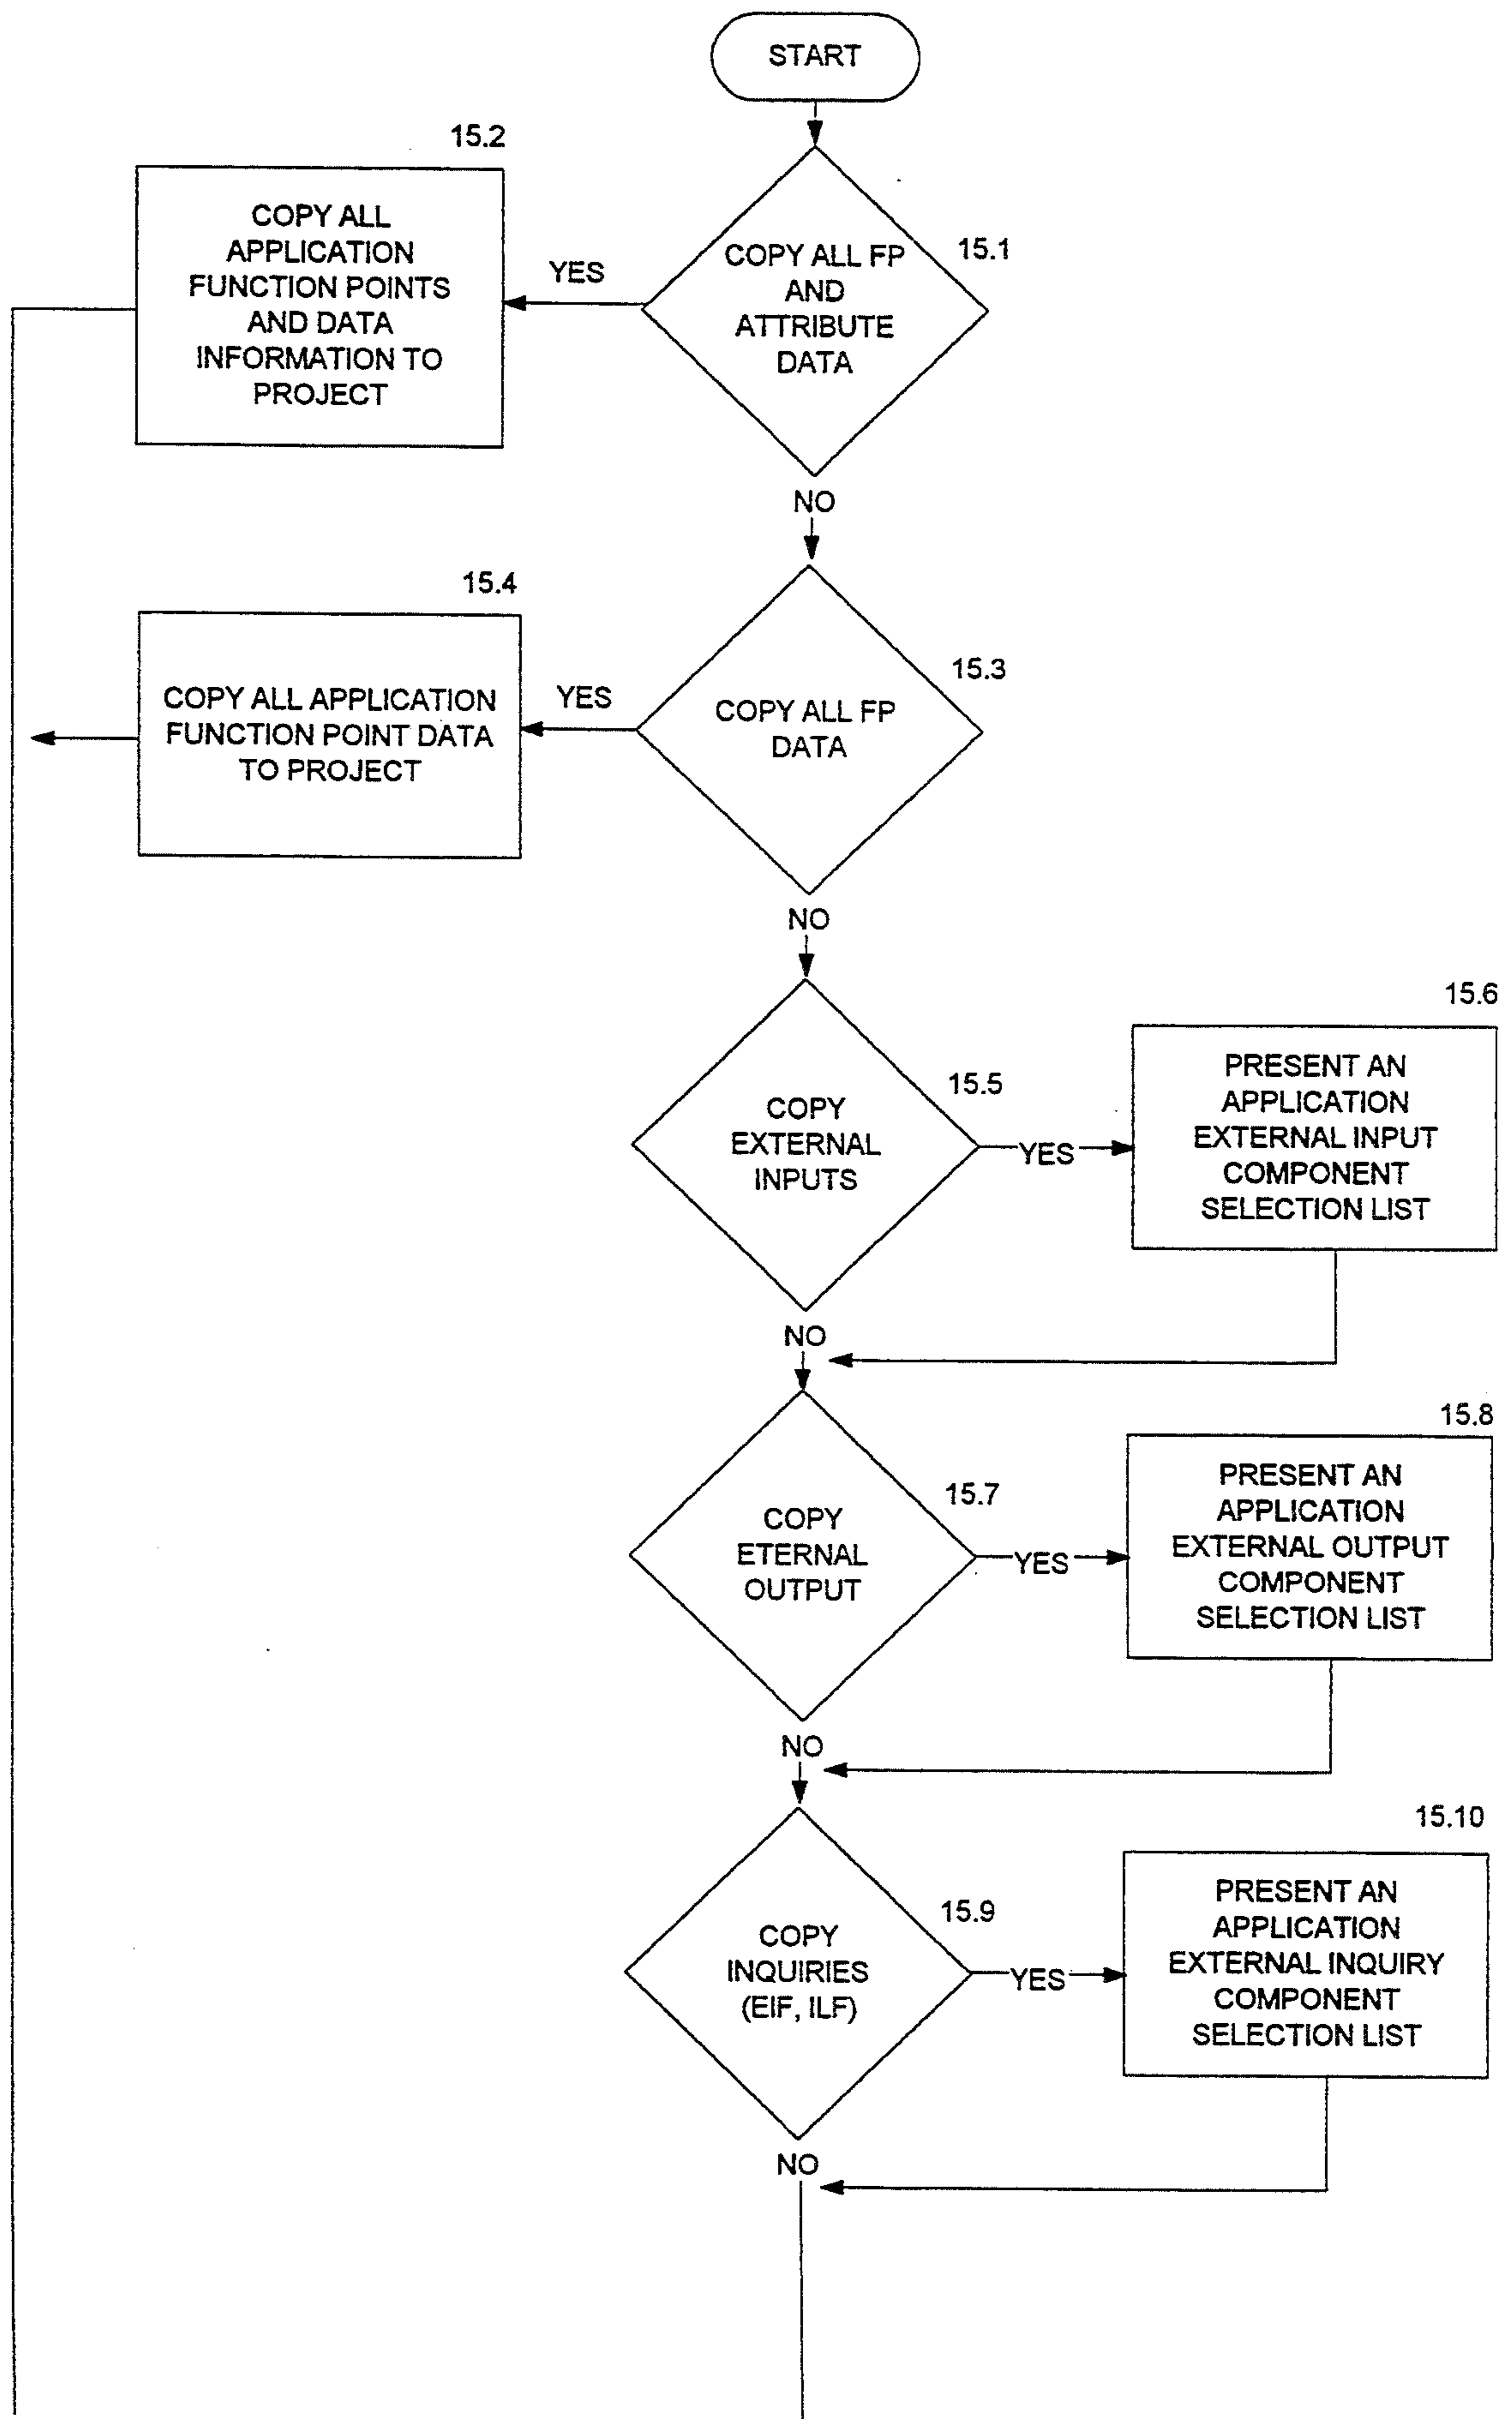 START
15.2
COPY ALL
APPLICATION
FUNCTION POINTS
AND DATA
INFORMATION TO
PROJECT
YES
COPY ALL FP
AND
ATTRIBUTE
DATA
15.1
NO
15.4
COPY ALL APPLICATION
FUNCTION POINT DATA
TO PROJECT
YES
COPY ALL FP
DATA
15.3
NO
COPY
EXTERNAL
INPUTS
15.5
YES
15.6
PRESENT AN
APPLICATION
EXTERNAL INPUT
COMPONENT
SELECTION LIST
NO
COPY
ETERNAL
OUTPUT
15.7
YES
15.8
PRESENT AN
APPLICATION
EXTERNAL OUTPUT
COMPONENT
SELECTION LIST
NO
COPY
INQUIRIES
(EIF, ILF)
15.9
YES
15.10
PRESENT AN
APPLICATION
EXTERNAL INQUIRY
COMPONENT
SELECTION LIST
NO